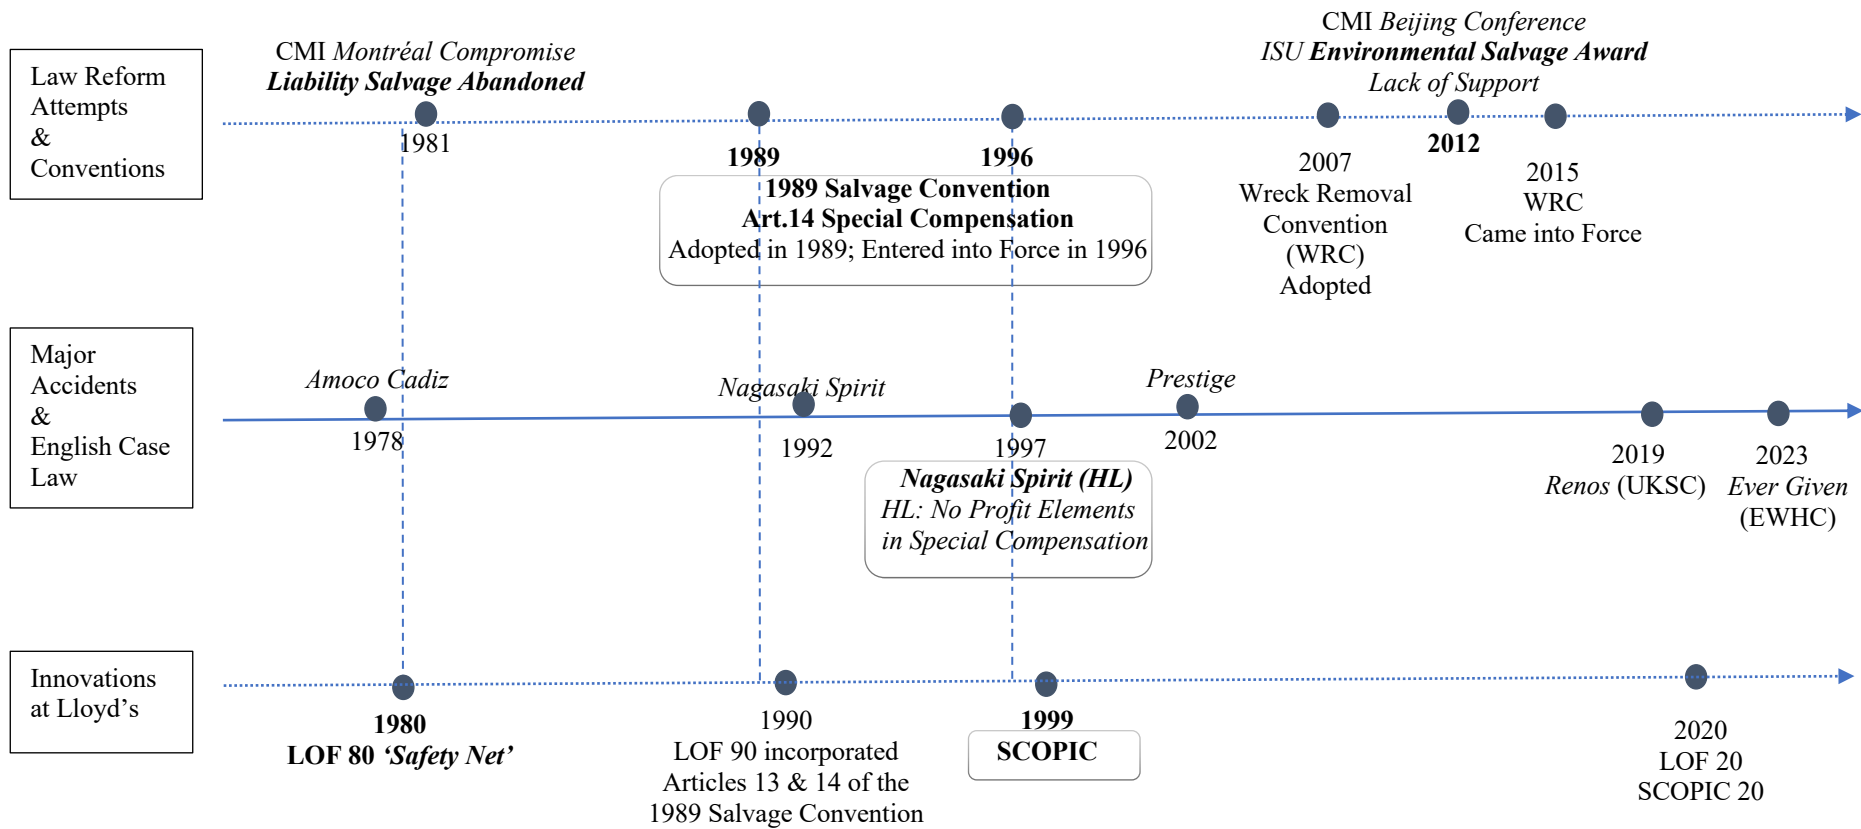 Law Reform
Attempts
&
Conventions
CMI Montréal Compromise
Liability Salvage Abandoned
1981
1989
1996
1989 Salvage Convention
Art.14 Special Compensation
Adopted in 1989; Entered into Force in 1996
2007
Wreck Removal
Convention
(WRC)
Adopted
CMI Beijing Conference
ISU Environmental Salvage Award
Lack of Support
2012
2015
WRC
Came into Force
Major
Accidents
&
English Case
Law
Amoco Cadiz
1978
Nagasaki Spirit
1992
1997
Nagasaki Spirit (HL)
HL: No Profit Elements
in Special Compensation
Prestige
2002
2019
Renos (UKSC)
2023
Ever Given
(EWHC)
Innovations
at Lloyd’s
1980
LOF 80 ‘Safety Net’
1990
LOF 90 incorporated
Articles 13 & 14 of the
1989 Salvage Convention
1999
SCOPIC
2020
LOF 20
SCOPIC 20